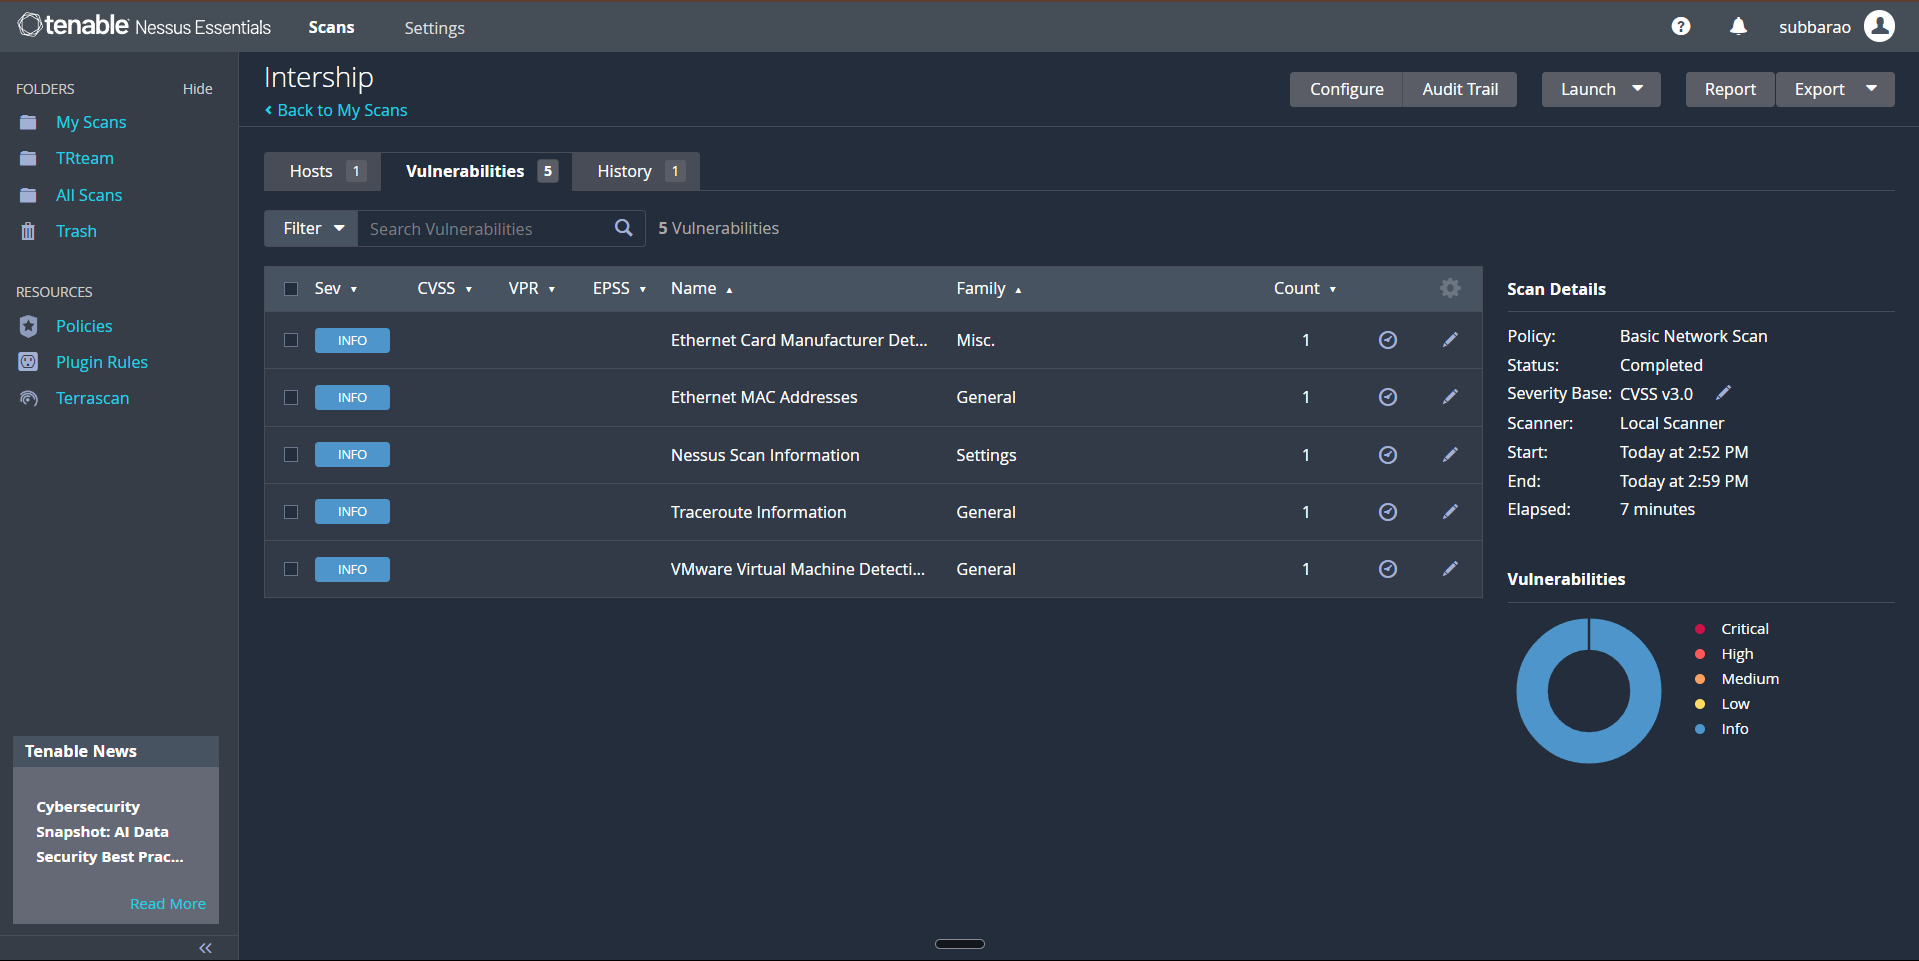 tenable Nessus Essentials Scans Settings ? subbarao
FOLDERS Hide
My Scans
TRteam
All Scans
Trash
RESOURCES
Policies
Plugin Rules
Terrascan
Tenable News
Cybersecurity
Snapshot: AI Data
Security Best Prac...
Read More
Intership
Back to My Scans
Configure Audit Trail Launch Report Export
Hosts 1 Vulnerabilities 5 History 1
Filter Search Vulnerabilities 5 Vulnerabilities
Sev CVSS VPR EPSS Name Family Count
INFO Ethernet Card Manufacturer Det... Misc. 1
INFO Ethernet MAC Addresses General 1
INFO Nessus Scan Information Settings 1
INFO Traceroute Information General 1
INFO VMware Virtual Machine Detecti... General 1
Scan Details
Policy: Basic Network Scan
Status: Completed
Severity Base: CVSS v3.0
Scanner: Local Scanner
Start: Today at 2:52 PM
End: Today at 2:59 PM
Elapsed: 7 minutes
Vulnerabilities
Critical
High
Medium
Low
Info